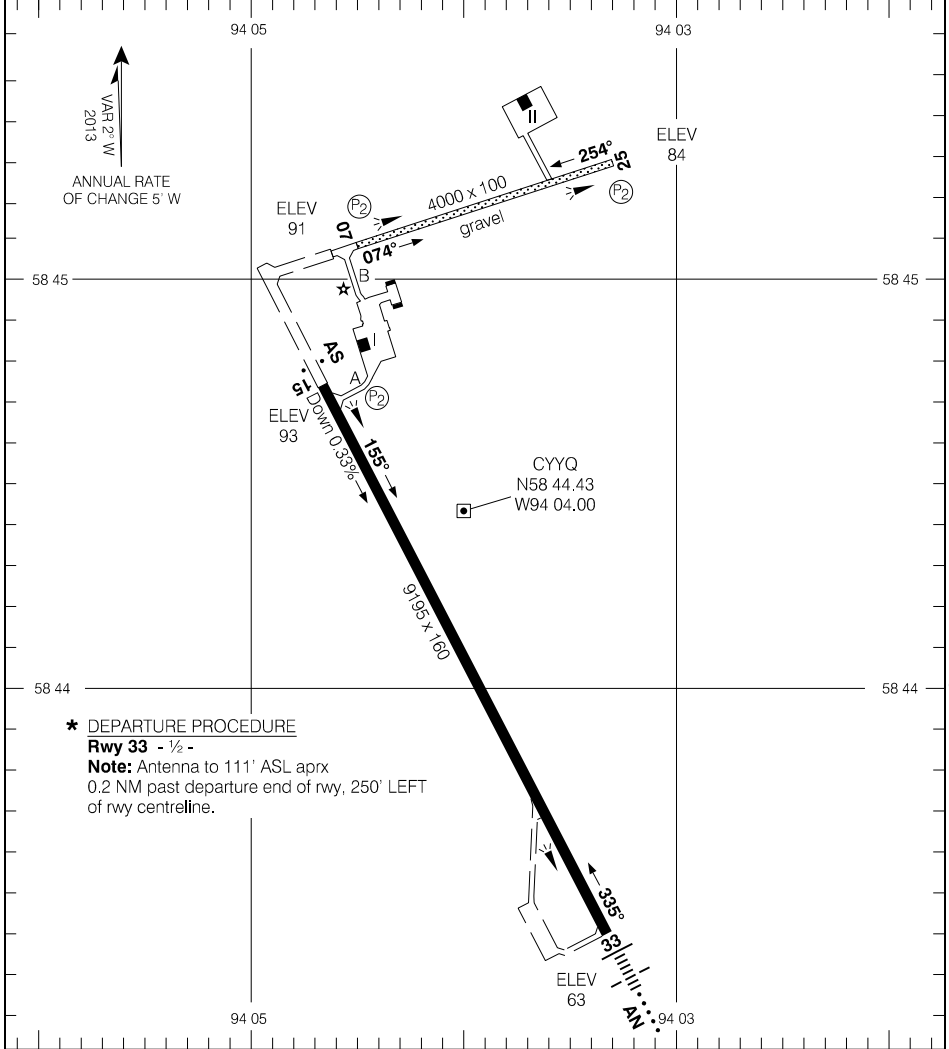 94 05
94 03
VAR 2° W
2013
ANNUAL RATE
OF CHANGE 5' W
II
ELEV
84
254°
25
4000 x 100
gravel
P2
ELEV
91
P2
07
074°
58 45
58 45
B
I
AS
15
A
P2
ELEV
93
Down 0.33%
155°
CYYQ
N58 44.43
W94 04.00
9195 x 160
58 44
58 44
* DEPARTURE PROCEDURE
Rwy 33 - ½ -
Note: Antenna to 111' ASL aprx
0.2 NM past departure end of rwy, 250' LEFT
of rwy centreline.
335°
33
ELEV
63
AN
94 05
94 03